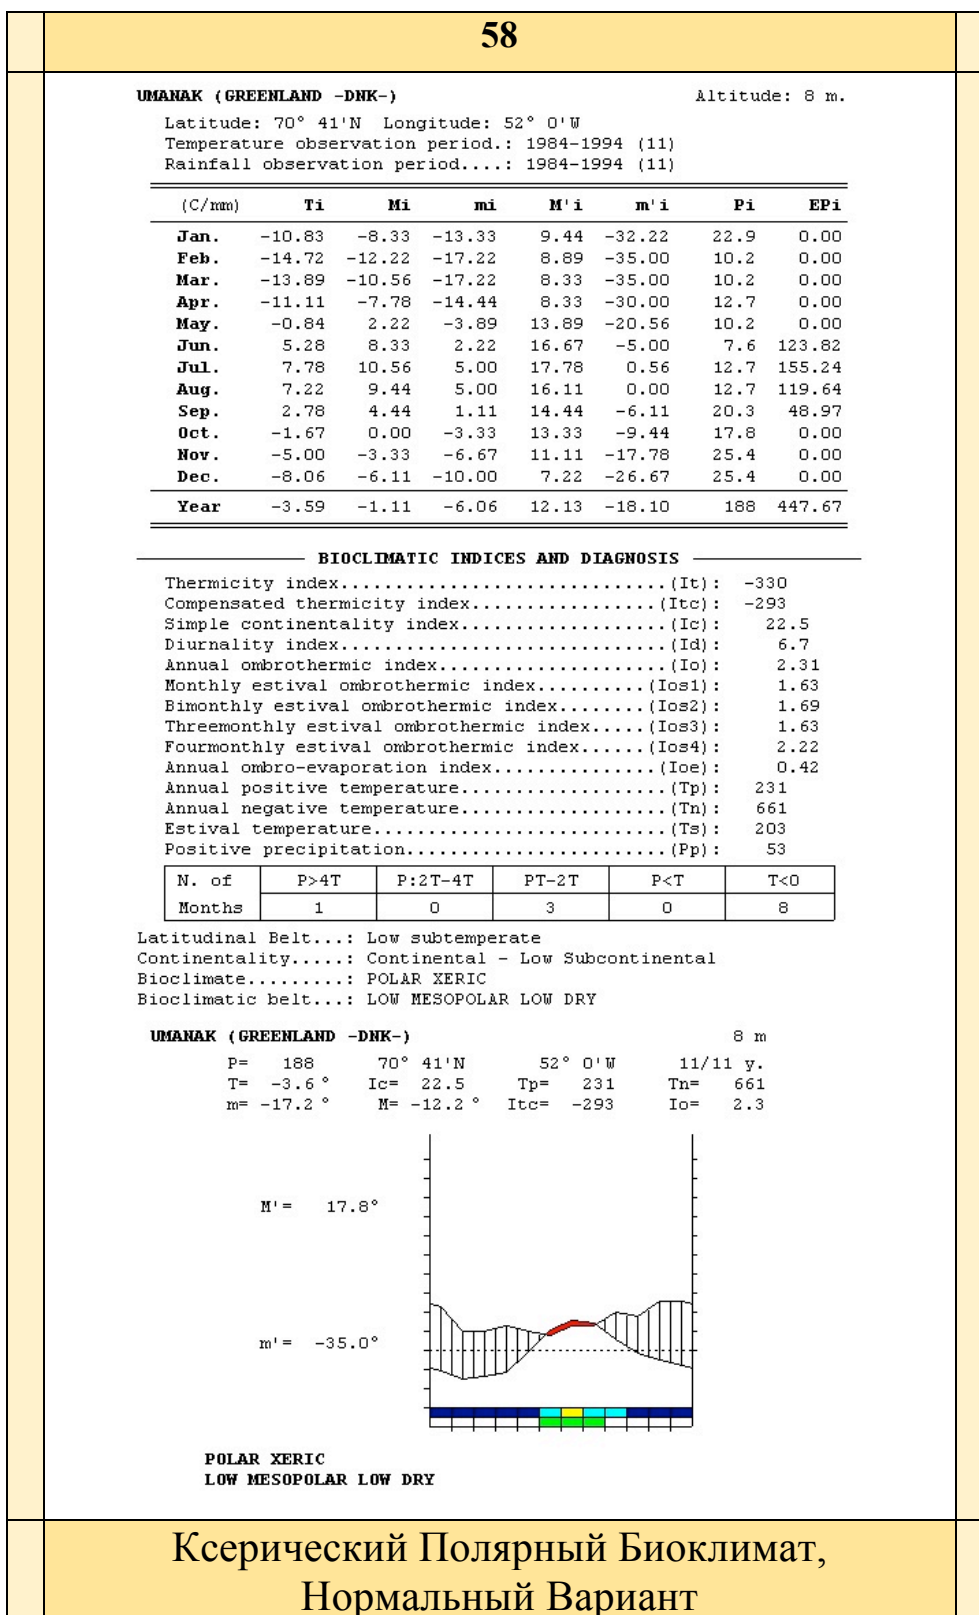 58
UMANAK (GREENLAND -DNK-) Altitude: 8 m.
Latitude: 70° 41'N Longitude: 52° 0'W
Temperature observation period.: 1984-1994 (11)
Rainfall observation period....: 1984-1994 (11)
(C/mm) Ti Mi mi M'i m'i Pi EPi
Jan. -10.83 -8.33 -13.33 9.44 -32.22 22.9 0.00
Feb. -14.72 -12.22 -17.22 8.89 -35.00 10.2 0.00
Mar. -13.89 -10.56 -17.22 8.33 -35.00 10.2 0.00
Apr. -11.11 -7.78 -14.44 8.33 -30.00 12.7 0.00
May. -0.84 2.22 -3.89 13.89 -20.56 10.2 0.00
Jun. 5.28 8.33 2.22 16.67 -5.00 7.6 123.82
Jul. 7.78 10.56 5.00 17.78 0.56 12.7 155.24
Aug. 7.22 9.44 5.00 16.11 0.00 12.7 119.64
Sep. 2.78 4.44 1.11 14.44 -6.11 20.3 48.97
Oct. -1.67 0.00 -3.33 13.33 -9.44 17.8 0.00
Nov. -5.00 -3.33 -6.67 11.11 -17.78 25.4 0.00
Dec. -8.06 -6.11 -10.00 7.22 -26.67 25.4 0.00
Year -3.59 -1.11 -6.06 12.13 -18.10 188 447.67
BIOCLIMATIC INDICES AND DIAGNOSIS
Thermicity index..............................(It): -330
Compensated thermicity index.................(Itc): -293
Simple continentality index...................(Ic): 22.5
Diurnality index..............................(Id): 6.7
Annual ombrothermic index.....................(Io): 2.31
Monthly estival ombrothermic index..........(Ios1): 1.63
Bimonthly estival ombrothermic index........(Ios2): 1.69
Threemonthly estival ombrothermic index.....(Ios3): 1.63
Fourmonthly estival ombrothermic index......(Ios4): 2.22
Annual ombro-evaporation index...............(Ioe): 0.42
Annual positive temperature...................(Tp): 231
Annual negative temperature...................(Tn): 661
Estival temperature...........................(Ts): 203
Positive precipitation........................(Pp): 53
N. of P>4T P:2T-4T PT-2T P<T T<0
Months 1 0 3 0 8
Latitudinal Belt...: Low subtemperate
Continentality.....: Continental - Low Subcontinental
Bioclimate.........: POLAR XERIC
Bioclimatic belt...: LOW MESOPOLAR LOW DRY
UMANAK (GREENLAND -DNK-) 8 m
P= 188 70° 41'N 52° 0'W 11/11 y.
T= -3.6° Ic= 22.5 Tp= 231 Tn= 661
m= -17.2° M= -12.2° Itc= -293 Io= 2.3
M'= 17.8°
m'= -35.0°
POLAR XERIC
LOW MESOPOLAR LOW DRY
Ксерический Полярный Биоклимат,
Нормальный Вариант